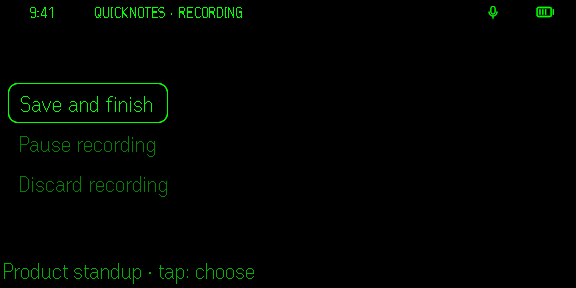 9:41 QUICKNOTES · RECORDING
Save and finish
Pause recording
Discard recording
Product standup · tap: choose